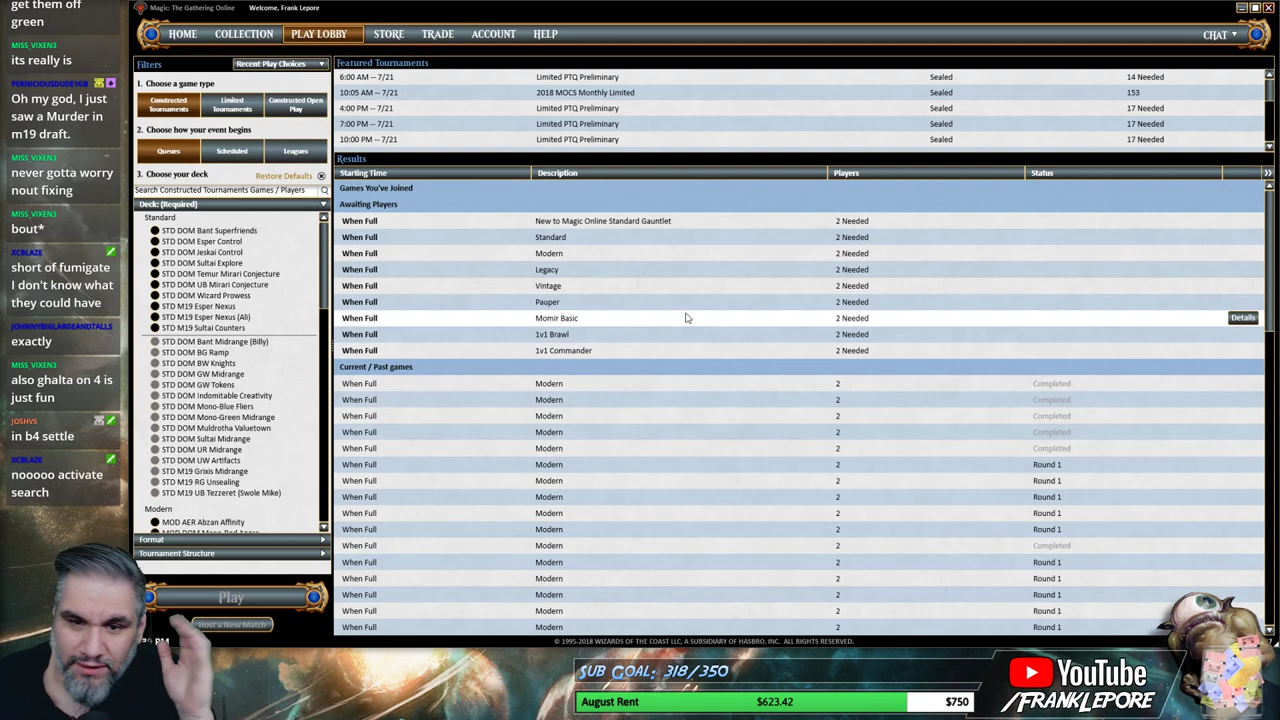 get them off
green
MISS_VIXEN3
its really is
PERNICIOUSDUDES68
Oh my god, I just
saw a Murder in
m19 draft.
MISS_VIXEN3
never gotta worry
nout fixing
MISS_VIXEN3
bout*
XCBLAZE
short of fumigate
I don't know what
they could have
JOHNNYBIGLARGEANDTALLS
exactly
MISS_VIXEN3
also ghalta on 4 is
just fun
JOSHVS
in b4 settle
XCBLAZE
nooooo activate
search
Magic: The Gathering Online Welcome, Frank Lepore
HOME COLLECTION PLAY LOBBY STORE TRADE ACCOUNT HELP CHAT
Filters Recent Play Choices
1. Choose a game type
Constructed Tournaments Limited Tournaments Constructed Open Play
2. Choose how your event begins
Queues Scheduled Leagues
3. Choose your deck Restore Defaults
Search Constructed Tournaments Games / Players
Deck: (Required)
Standard
STD DOM Bant Superfriends
STD DOM Esper Control
STD DOM Jeskai Control
STD DOM Sultai Explore
STD DOM Temur Mirari Conjecture
STD DOM UB Mirari Conjecture
STD DOM Wizard Prowess
STD M19 Esper Nexus
STD M19 Esper Nexus (Ali)
STD M19 Sultai Counters
STD DOM Bant Midrange (Billy)
STD DOM BG Ramp
STD DOM BW Knights
STD DOM GW Midrange
STD DOM GW Tokens
STD DOM Indomitable Creativity
STD DOM Mono-Blue Fliers
STD DOM Mono-Green Midrange
STD DOM Muldrotha Valuetown
STD DOM Sultai Midrange
STD DOM UR Midrange
STD DOM UW Artifacts
STD M19 Grixis Midrange
STD M19 RG Unsealing
STD M19 UB Tezzeret (Swole Mike)
Modern
MOD AER Abzan Affinity
Format
Tournament Structure
Play
Host a New Match
Featured Tournaments
6:00 AM -- 7/21 Limited PTQ Preliminary Sealed 14 Needed
10:05 AM -- 7/21 2018 MOCS Monthly Limited Sealed 153
4:00 PM -- 7/21 Limited PTQ Preliminary Sealed 17 Needed
7:00 PM -- 7/21 Limited PTQ Preliminary Sealed 17 Needed
10:00 PM -- 7/21 Limited PTQ Preliminary Sealed 17 Needed
Results
Starting Time Description Players Status
Games You've Joined
Awaiting Players
When Full New to Magic Online Standard Gauntlet 2 Needed
When Full Standard 2 Needed
When Full Modern 2 Needed
When Full Legacy 2 Needed
When Full Vintage 2 Needed
When Full Pauper 2 Needed
When Full Momir Basic 2 Needed Details
When Full 1v1 Brawl 2 Needed
When Full 1v1 Commander 2 Needed
Current / Past games
When Full Modern 2 Completed
When Full Modern 2 Completed
When Full Modern 2 Completed
When Full Modern 2 Completed
When Full Modern 2 Completed
When Full Modern 2 Round 1
When Full Modern 2 Round 1
When Full Modern 2 Round 1
When Full Modern 2 Round 1
When Full Modern 2 Round 1
When Full Modern 2 Completed
When Full Modern 2 Round 1
When Full Modern 2 Round 1
When Full Modern 2 Round 1
When Full Modern 2 Round 1
When Full Modern 2 Round 1
© 1995-2018 WIZARDS OF THE COAST LLC, A SUBSIDIARY OF HASBRO, INC. ALL RIGHTS RESERVED.
SUB GOAL: 318/350
August Rent $623.42 $750
YouTube
/FRANKLEPORE